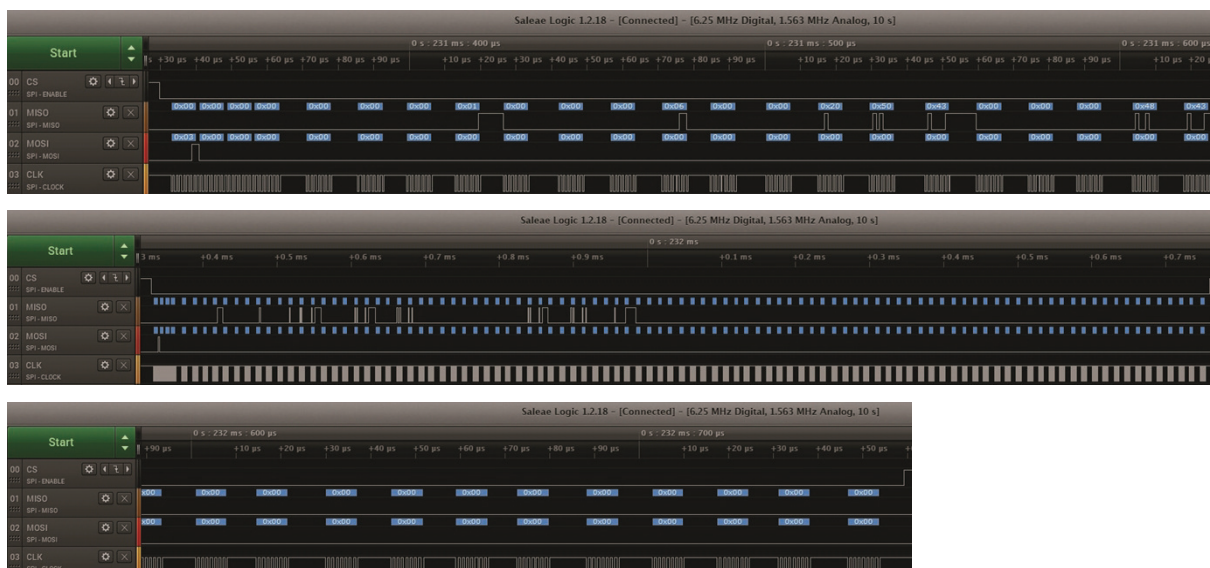 Saleae Logic 1.2.18 - [Connected] - [6.25 MHz Digital, 1.563 MHz Analog, 10 s]
Start
0 s : 231 ms : 400 µs 0 s : 231 ms : 500 µs 0 s : 231 ms : 600 µs
+30 µs +40 µs +50 µs +60 µs +70 µs +80 µs +90 µs +10 µs +20 µs +30 µs +40 µs +50 µs +60 µs +70 µs +80 µs +90 µs +10 µs +20 µs +30 µs +40 µs +50 µs +60 µs +70 µs +80 µs +90 µs +10 µs +20
00 CS
SPI - ENABLE
0x00 0x00 0x00 0x00 0x00 0x00 0x00 0x01 0x00 0x00 0x00 0x06 0x00 0x00 0x20 0x50 0x43 0x00 0x00 0x00 0x48 0x43
01 MISO
SPI - MISO
0x03 0x00 0x00 0x00 0x00 0x00 0x00 0x00 0x00 0x00 0x00 0x00 0x00 0x00 0x00 0x00 0x00 0x00 0x00 0x00 0x00 0x00
02 MOSI
SPI - MOSI
03 CLK
SPI - CLOCK
Saleae Logic 1.2.18 - [Connected] - [6.25 MHz Digital, 1.563 MHz Analog, 10 s]
Start
0 s : 232 ms
3 ms +0.4 ms +0.5 ms +0.6 ms +0.7 ms +0.8 ms +0.9 ms +0.1 ms +0.2 ms +0.3 ms +0.4 ms +0.5 ms +0.6 ms +0.7 ms
00 CS
SPI - ENABLE
01 MISO
SPI - MISO
02 MOSI
SPI - MOSI
03 CLK
SPI - CLOCK
Saleae Logic 1.2.18 - [Connected] - [6.25 MHz Digital, 1.563 MHz Analog, 10 s]
Start
0 s : 232 ms : 600 µs 0 s : 232 ms : 700 µs
+90 µs +10 µs +20 µs +30 µs +40 µs +50 µs +60 µs +70 µs +80 µs +90 µs +10 µs +20 µs +30 µs +40 µs +50 µs
00 CS
SPI - ENABLE
x00 0x00 0x00 0x00 0x00 0x00 0x00 0x00 0x00 0x00 0x00 0x00
01 MISO
SPI - MISO
x00 0x00 0x00 0x00 0x00 0x00 0x00 0x00 0x00 0x00 0x00 0x00
02 MOSI
SPI - MOSI
03 CLK